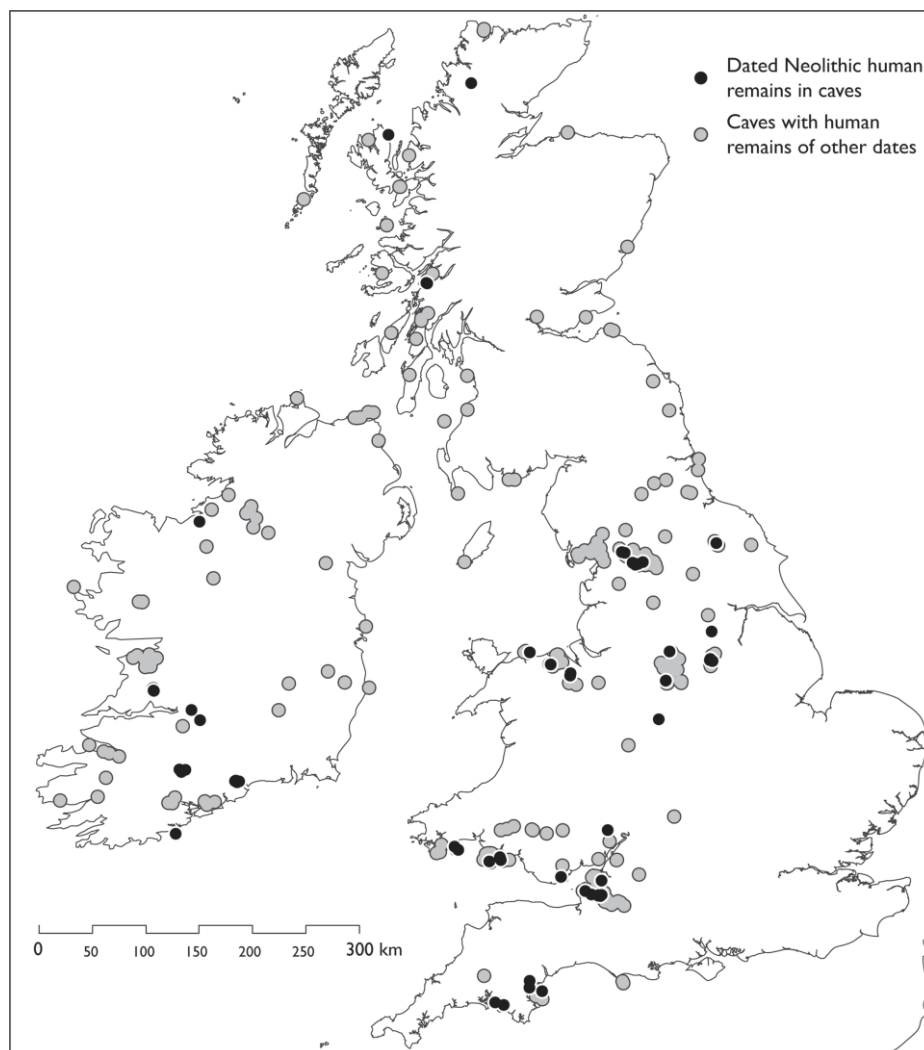 Dated Neolithic human
remains in caves
Caves with human
remains of other dates
0 50 100 150 200 250 300 km